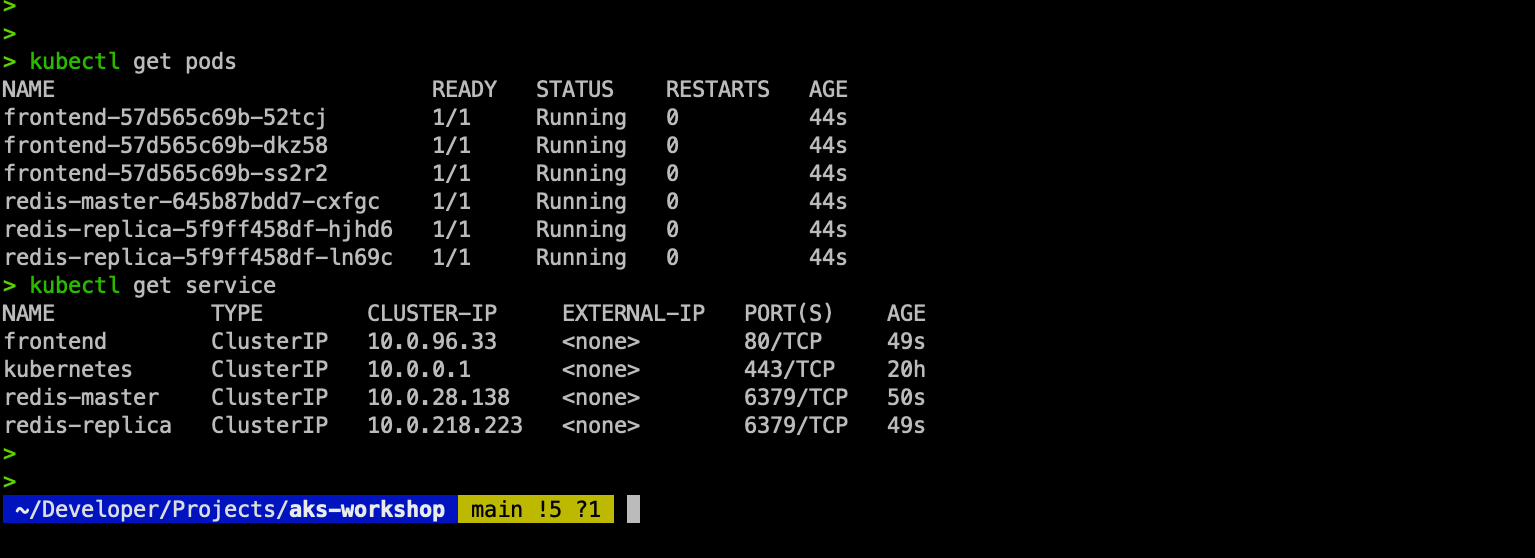 >
>
> kubectl get pods
NAME READY STATUS RESTARTS AGE
frontend-57d565c69b-52tcj 1/1 Running 0 44s
frontend-57d565c69b-dkz58 1/1 Running 0 44s
frontend-57d565c69b-ss2r2 1/1 Running 0 44s
redis-master-645b87bdd7-cxfgc 1/1 Running 0 44s
redis-replica-5f9ff458df-hjhd6 1/1 Running 0 44s
redis-replica-5f9ff458df-ln69c 1/1 Running 0 44s
> kubectl get service
NAME TYPE CLUSTER-IP EXTERNAL-IP PORT(S) AGE
frontend ClusterIP 10.0.96.33 <none> 80/TCP 49s
kubernetes ClusterIP 10.0.0.1 <none> 443/TCP 20h
redis-master ClusterIP 10.0.28.138 <none> 6379/TCP 50s
redis-replica ClusterIP 10.0.218.223 <none> 6379/TCP 49s
>
>
~/Developer/Projects/aks-workshop main !5 ?1